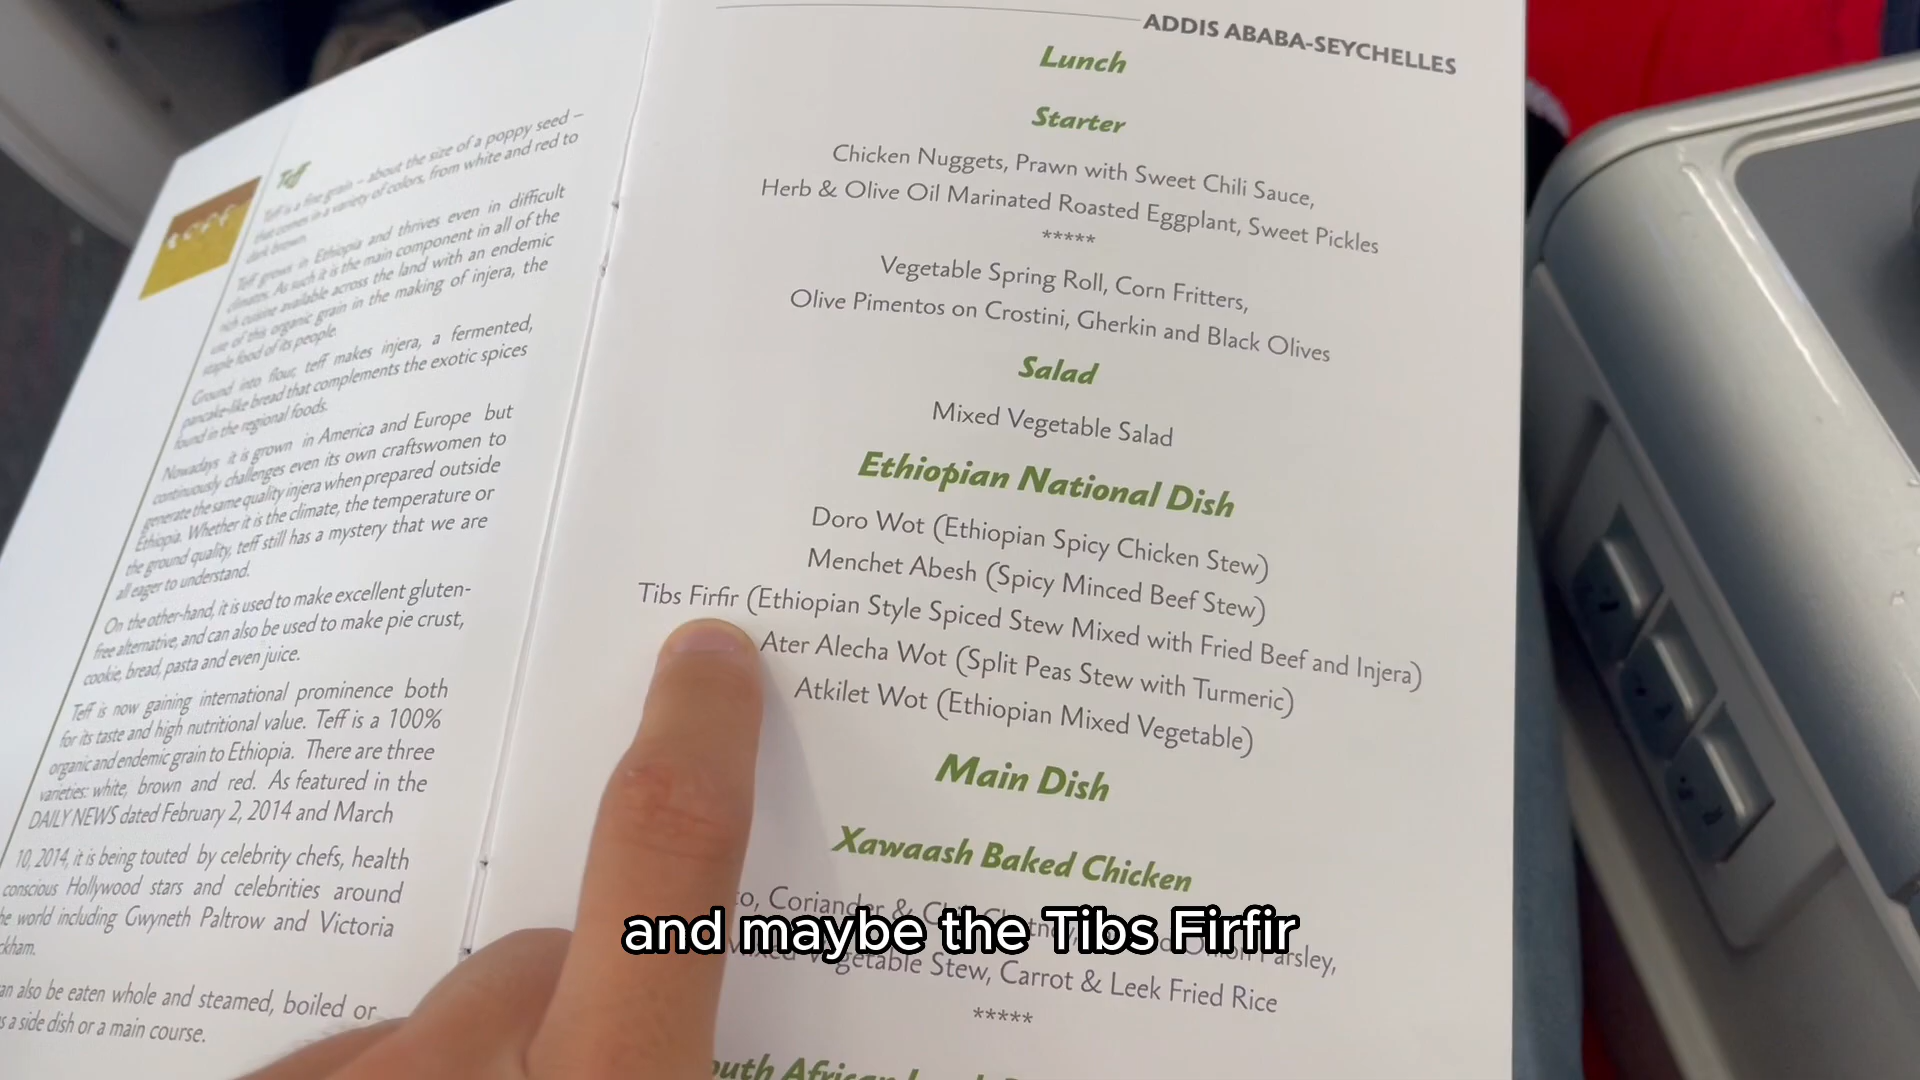 Teff
Teff is a fine grain – about the size of a poppy seed –
that comes in a variety of colors, from white and red to
dark brown.
Teff grows in Ethiopia and thrives even in difficult
climates. As such it is the main component in all of the
rich cuisine available across the land with an endemic
use of this organic grain in the making of injera, the
staple food of its people.
Ground into flour, teff makes injera, a fermented,
pancake-like bread that complements the exotic spices
found in the regional foods.
Nowadays it is grown in America and Europe but
continuously challenges even its own craftswomen to
generate the same quality injera when prepared outside
Ethiopia. Whether it is the climate, the temperature or
the ground quality, teff still has a mystery that we are
all eager to understand.
On the other-hand, it is used to make excellent gluten-
free alternative, and can also be used to make pie crust,
cookie, bread, pasta and even juice.
Teff is now gaining international prominence both
for its taste and high nutritional value. Teff is a 100%
organic and endemic grain to Ethiopia. There are three
varieties: white, brown and red. As featured in the
DAILY NEWS dated February 2, 2014 and March
10, 2014, it is being touted by celebrity chefs, health
conscious Hollywood stars and celebrities around
world including Gwyneth Paltrow and Victoria
also be eaten whole and steamed, boiled or
a side dish or a main course.
ADDIS ABABA-SEYCHELLES
Lunch
Starter
Chicken Nuggets, Prawn with Sweet Chili Sauce,
Herb & Olive Oil Marinated Roasted Eggplant, Sweet Pickles
*****
Vegetable Spring Roll, Corn Fritters,
Olive Pimentos on Crostini, Gherkin and Black Olives
Salad
Mixed Vegetable Salad
Ethiopian National Dish
Doro Wot (Ethiopian Spicy Chicken Stew)
Menchet Abesh (Spicy Minced Beef Stew)
Tibs Firfir (Ethiopian Style Spiced Stew Mixed with Fried Beef and Injera)
Ater Alecha Wot (Split Peas Stew with Turmeric)
Atkilet Wot (Ethiopian Mixed Vegetable)
Main Dish
Xawaash Baked Chicken
Coriander & Parsley,
Vegetable Stew, Carrot & Leek Fried Rice
*****
and maybe the Tibs Firfir